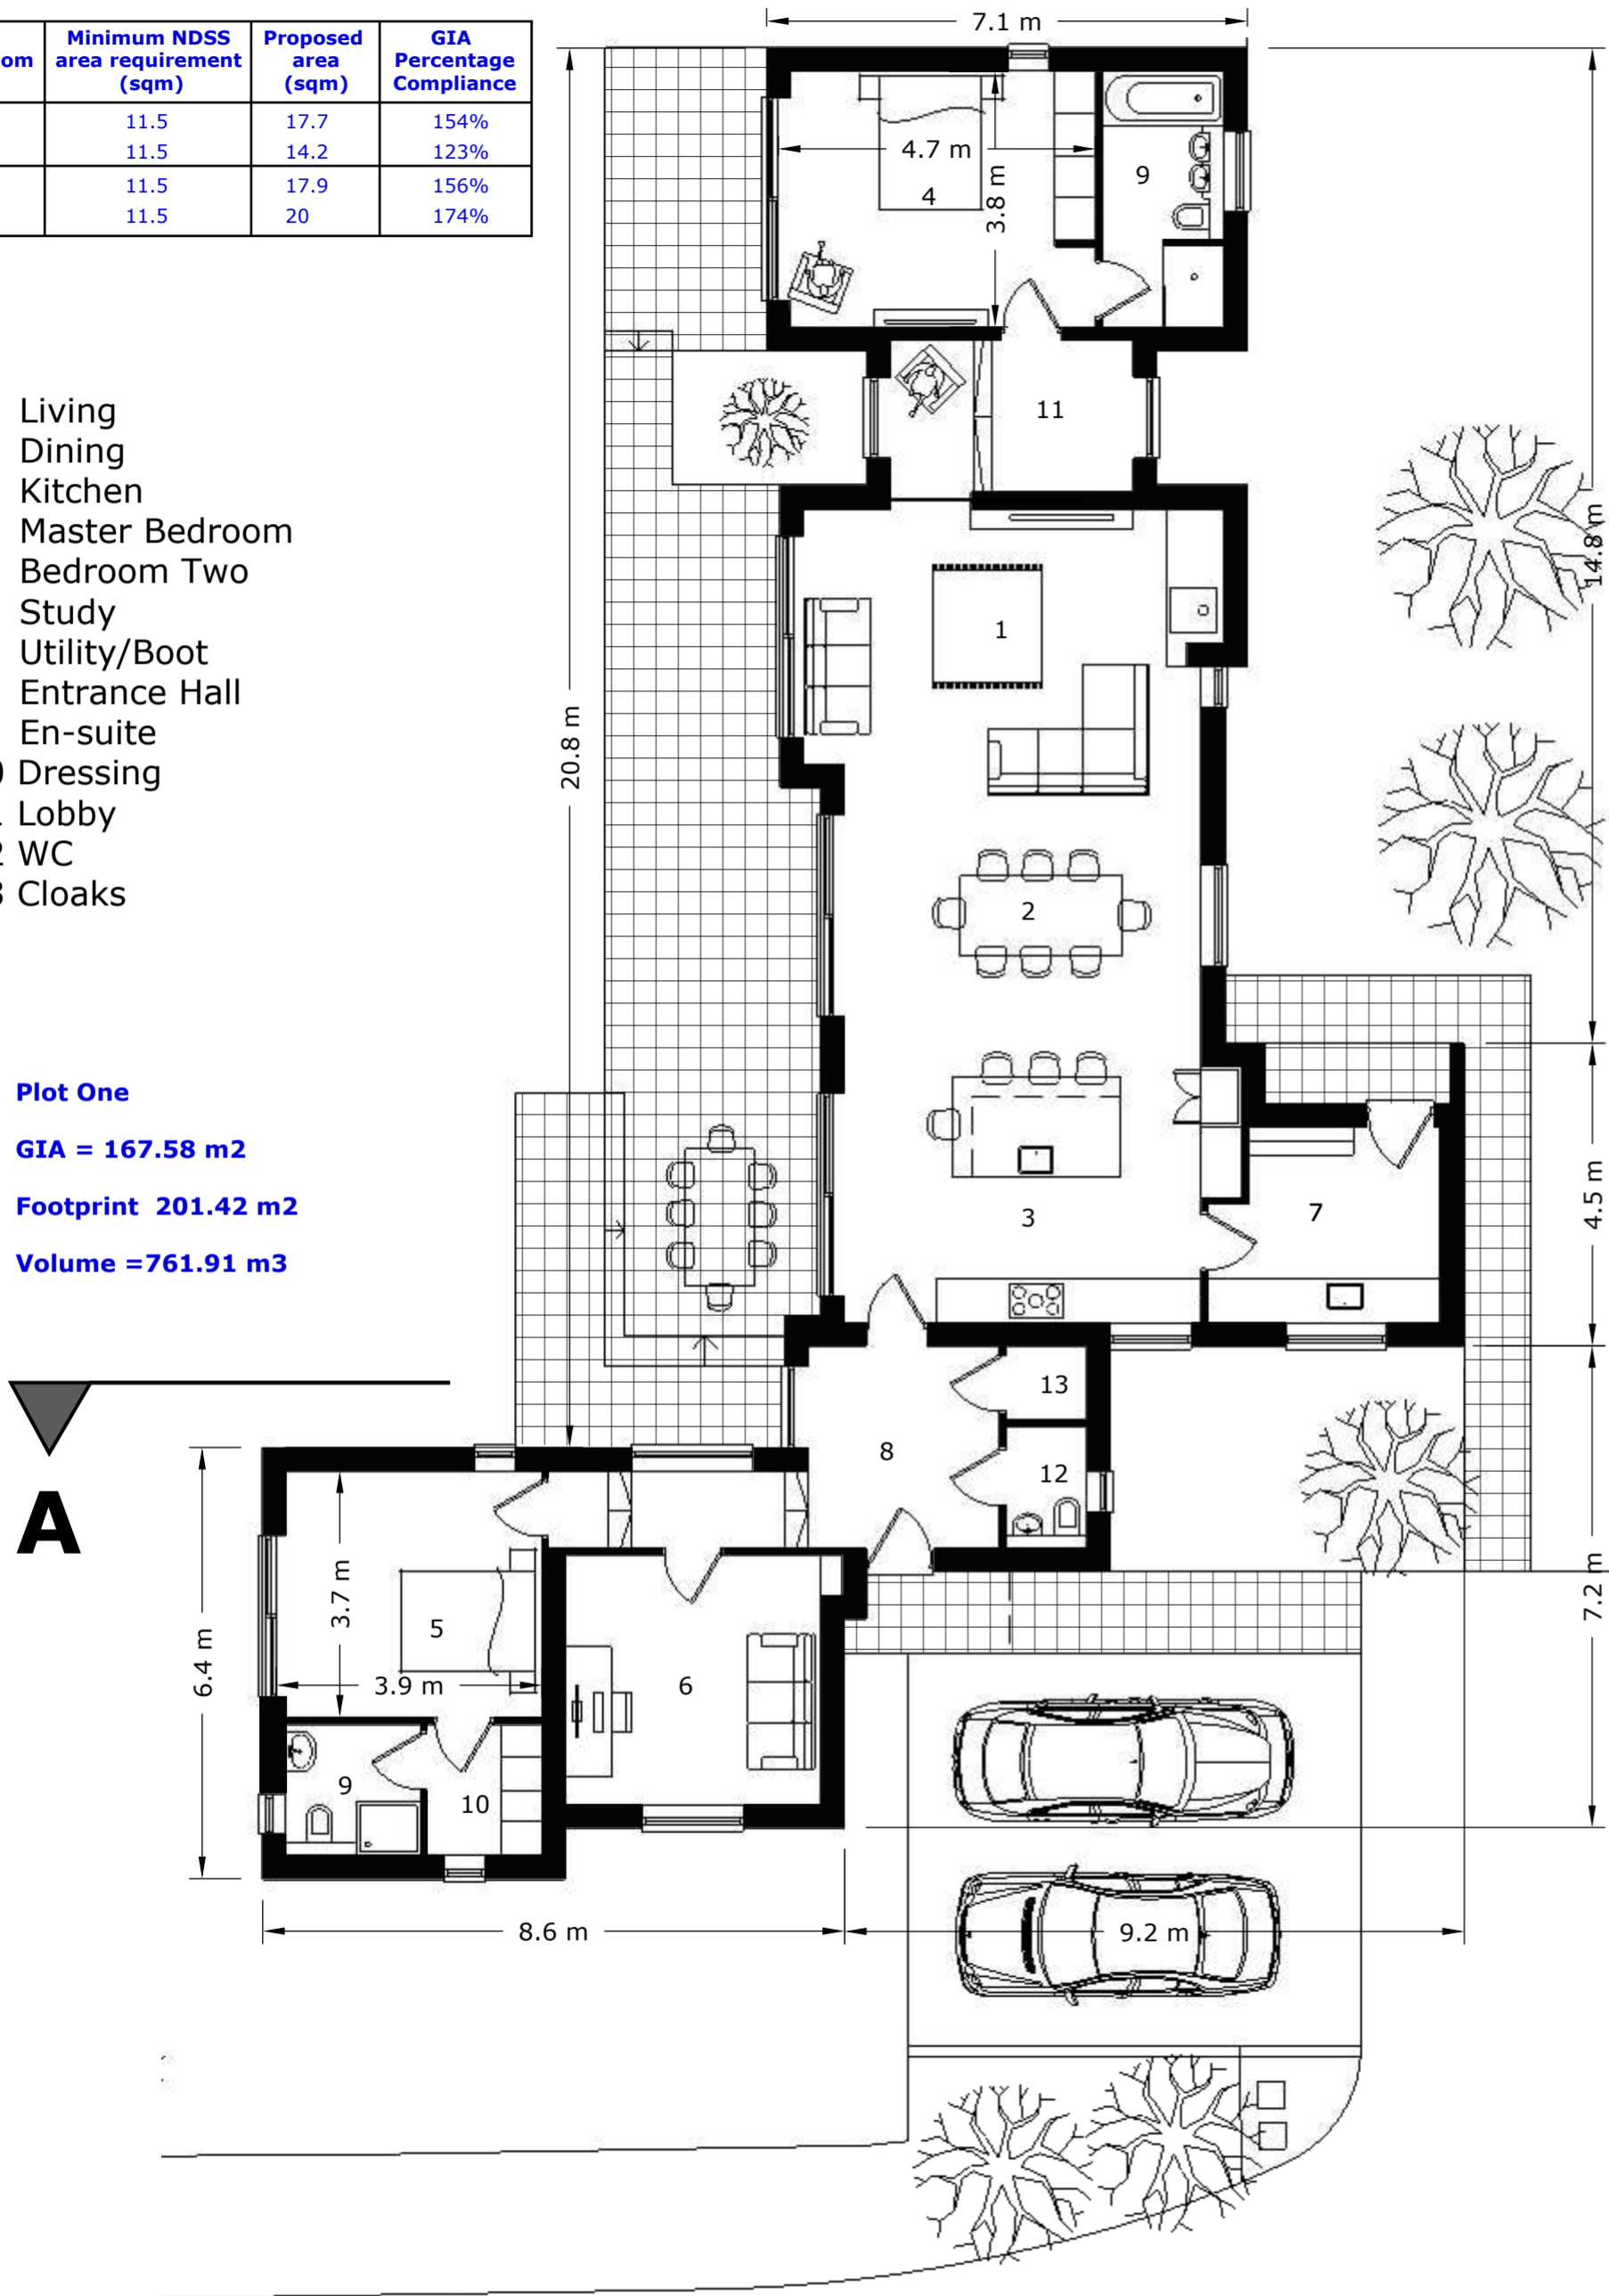 Minimum NDSS area requirement (sqm) Proposed area (sqm) GIA Percentage Compliance
11.5 17.7 154%
11.5 14.2 123%
11.5 17.9 156%
11.5 20 174%
Living
Dining
Kitchen
Master Bedroom
Bedroom Two
Study
Utility/Boot
Entrance Hall
En-suite
Dressing
Lobby
WC
Cloaks
Plot One
GIA = 167.58 m2
Footprint 201.42 m2
Volume =761.91 m3
A
7.1 m
4.7 m
4
3.8 m
9
11
14.8 m
1
20.8 m
2
3
7
4.5 m
13
8
12
3.7 m
5
3.9 m
6
6.4 m
7.2 m
9
10
8.6 m
9.2 m